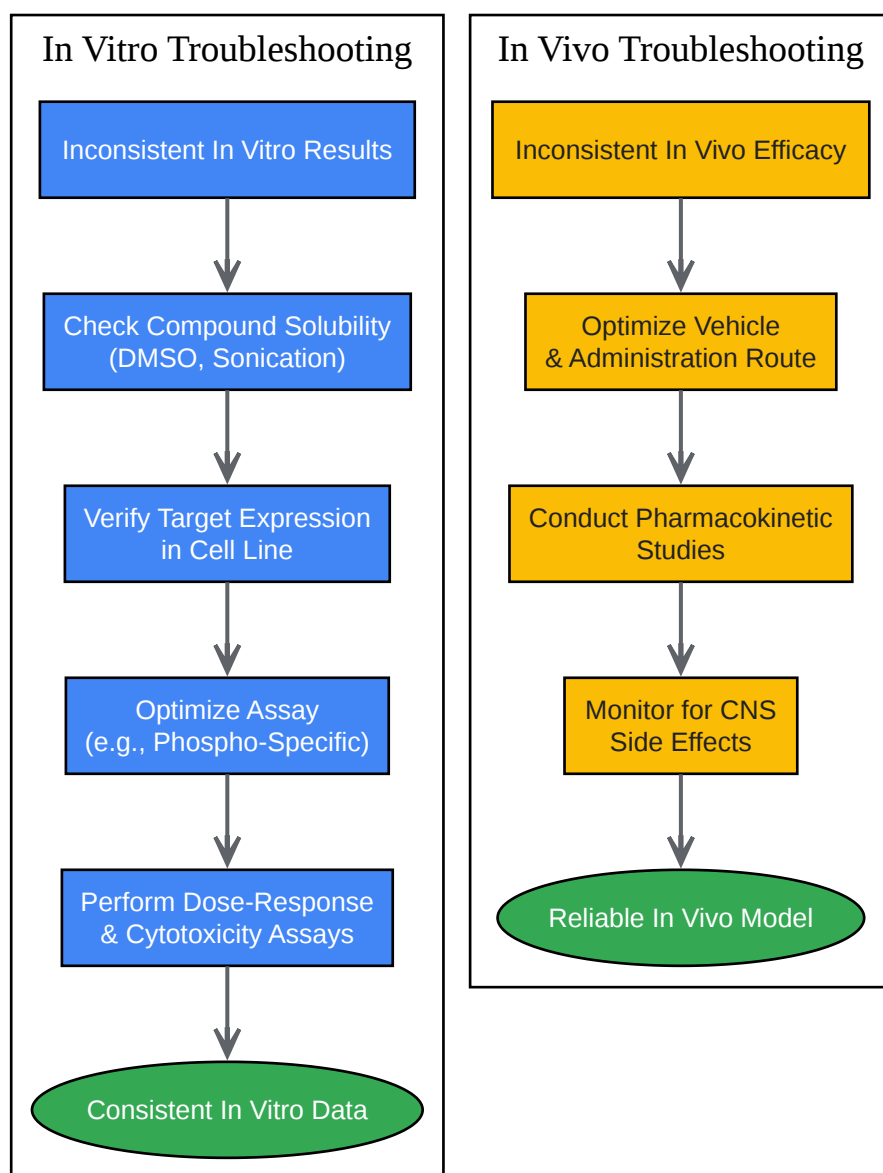 In Vitro Troubleshooting
Inconsistent In Vitro Results
Check Compound Solubility
(DMSO, Sonication)
Verify Target Expression
in Cell Line
Optimize Assay
(e.g., Phospho-Specific)
Perform Dose-Response
& Cytotoxicity Assays
Consistent In Vitro Data
In Vivo Troubleshooting
Inconsistent In Vivo Efficacy
Optimize Vehicle
& Administration Route
Conduct Pharmacokinetic
Studies
Monitor for CNS
Side Effects
Reliable In Vivo Model